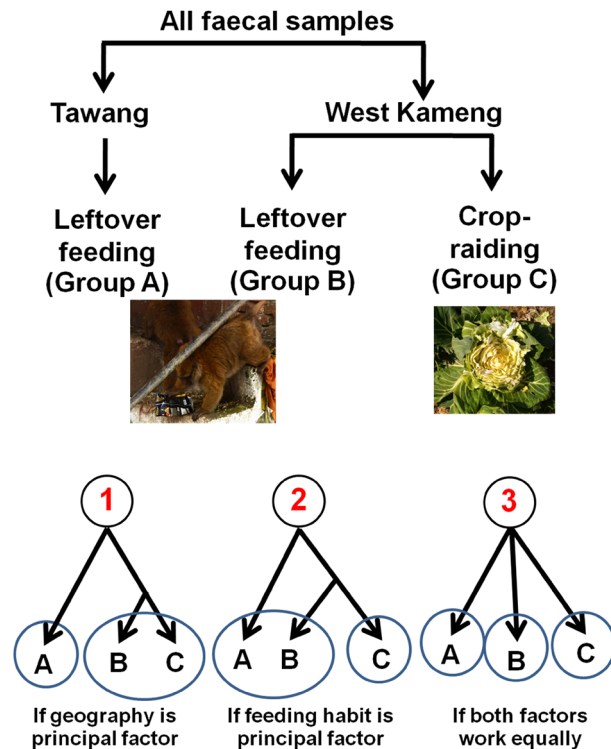 All faecal samples
Tawang
West Kameng
Leftover
feeding
(Group A)
Leftover
feeding
(Group B)
Crop-
raiding
(Group C)
1
2
3
A
B
C
A
B
C
A
B
C
If geography is
principal factor
If feeding habit is
principal factor
If both factors
work equally